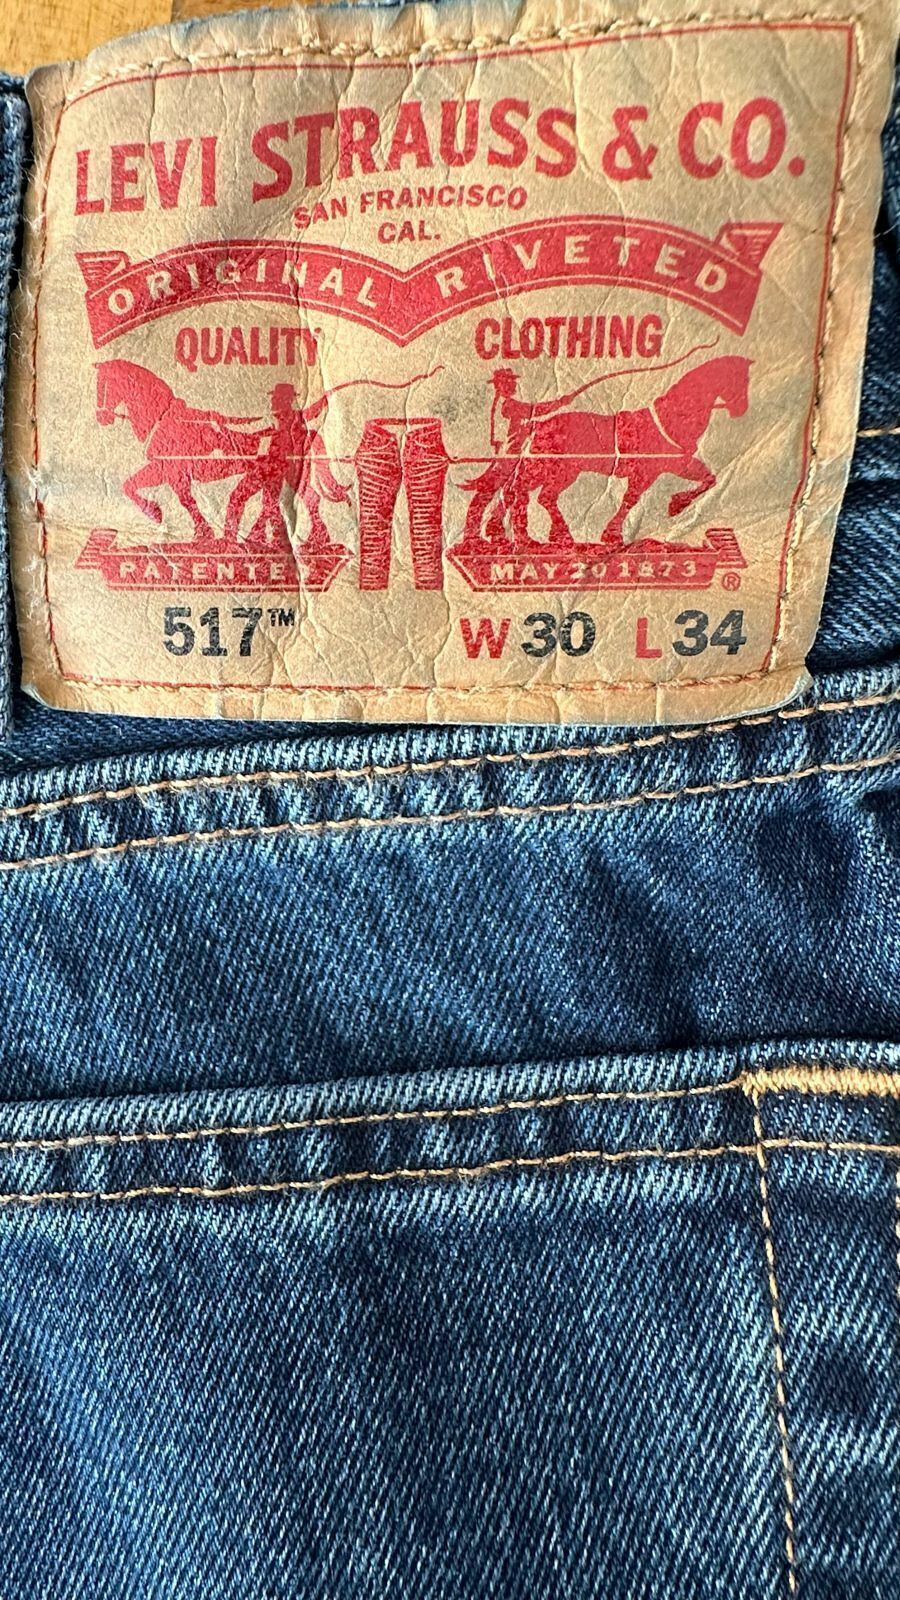 LEVI STRAUSS & CO.
SAN FRANCISCO
CAL.
ORIGINAL RIVETED
QUALITY CLOTHING
PATENTED MAY 20 1873 ®
517™ W30 L34